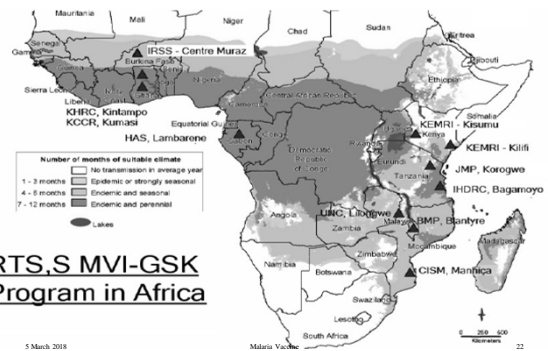 Mauritania
Mali
Niger
Chad
Sudan
Eritrea
Djibouti
Senegal
IRSS - Centre Muraz
Burkina Faso
Nigeria
Ethiopia
Somalia
Central African Republic
Cameroon
KHRC, Kintampo
KCCR, Kumasi
Equatorial Guinea
HAS, Lambarene
Gabon
Congo
Democratic
Republic
of Congo
Uganda
Kenya
Rwanda
Burundi
KEMRI - Kisumu
KEMRI - Kilifi
Tanzania
JMP, Korogwe
IHDRC, Bagamoyo
Number of months of suitable climate
No transmission in average year
1 - 3 months Epidemic or strongly seasonal
4 - 6 months Endemic and seasonal
7 - 12 months Endemic and perennial
Lakes
Angola
UNC, Lilongwe
Malawi
BMP, Blantyre
Zambia
Mozambique
Madagascar
Zimbabwe
Namibia
Botswana
CISM, Manhiça
Swaziland
Lesotho
South Africa
RTS,S MVI-GSK
Program in Africa
0 250 500
Kilometers
5 March 2018
Malaria Vaccine
22